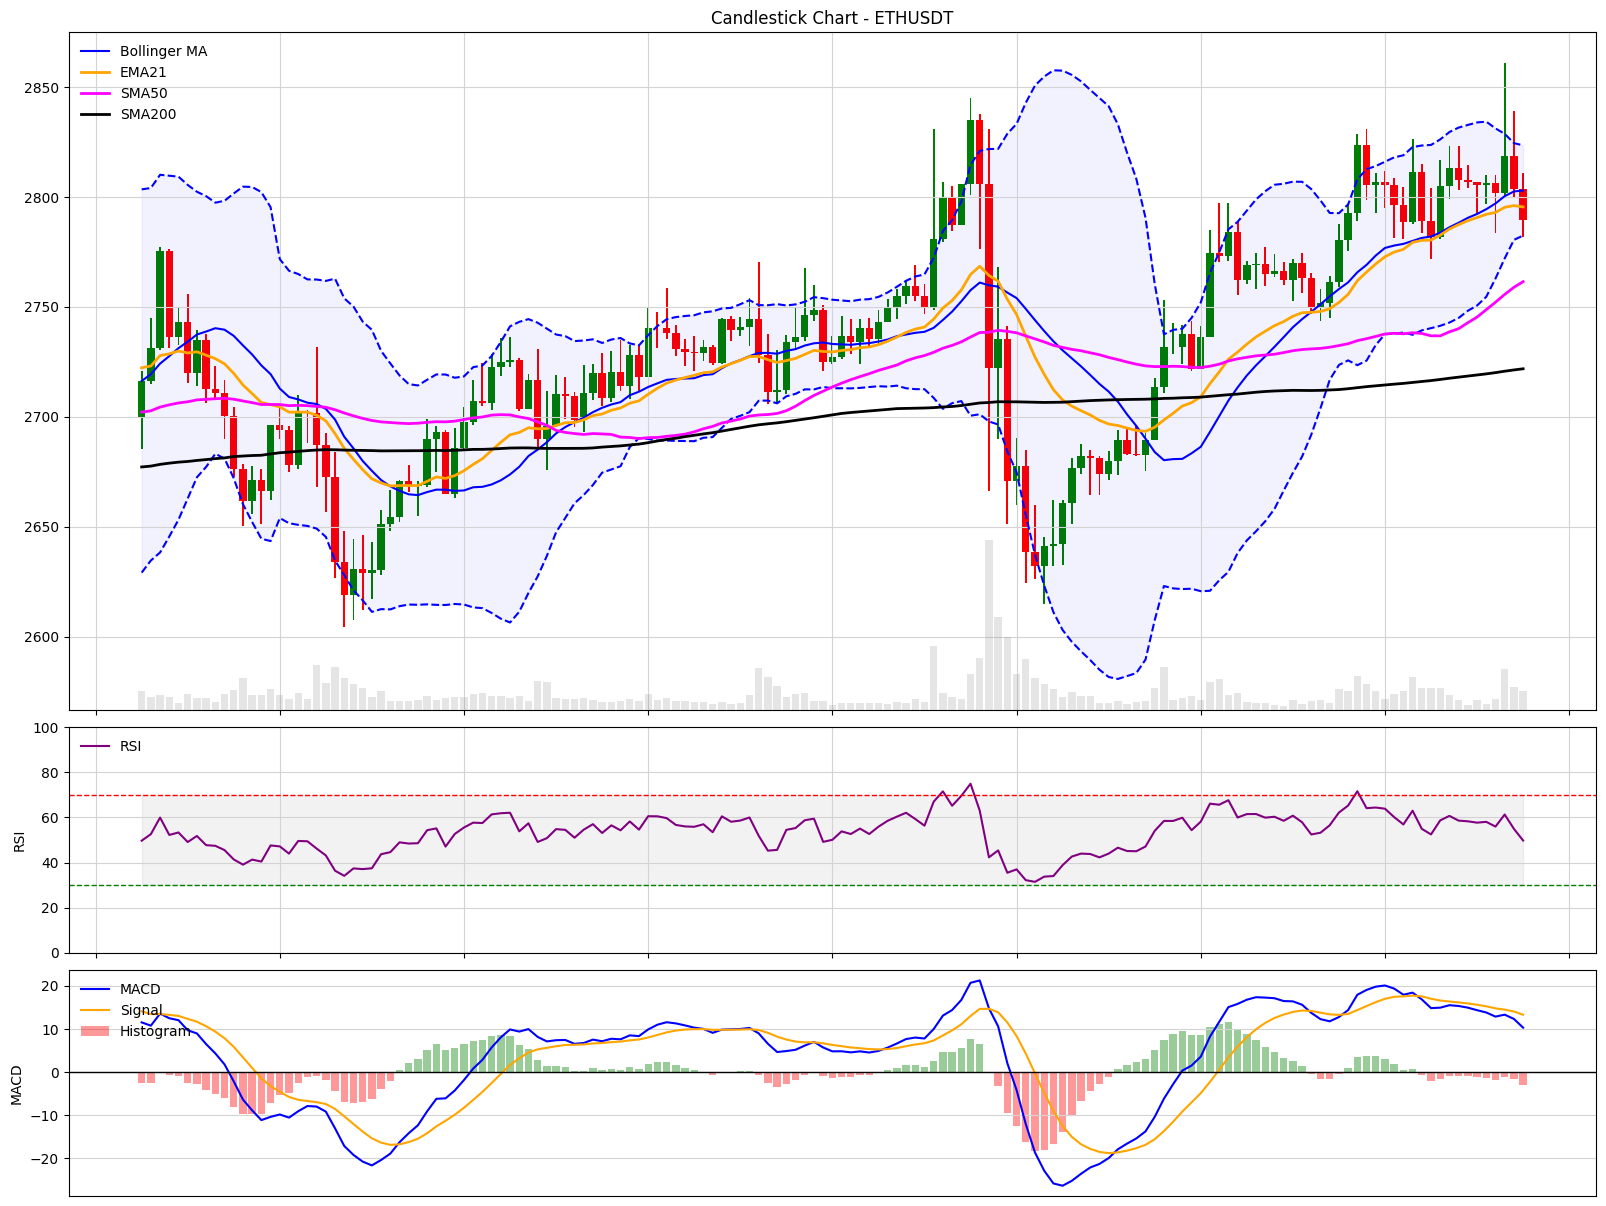 Candlestick Chart - ETHUSDT
Bollinger MA
EMA21
SMA50
SMA200
2850
2800
2750
2700
2650
2600
RSI
100
80
60
40
20
0
RSI
MACD
Signal
Histogram
20
10
0
−10
−20
MACD